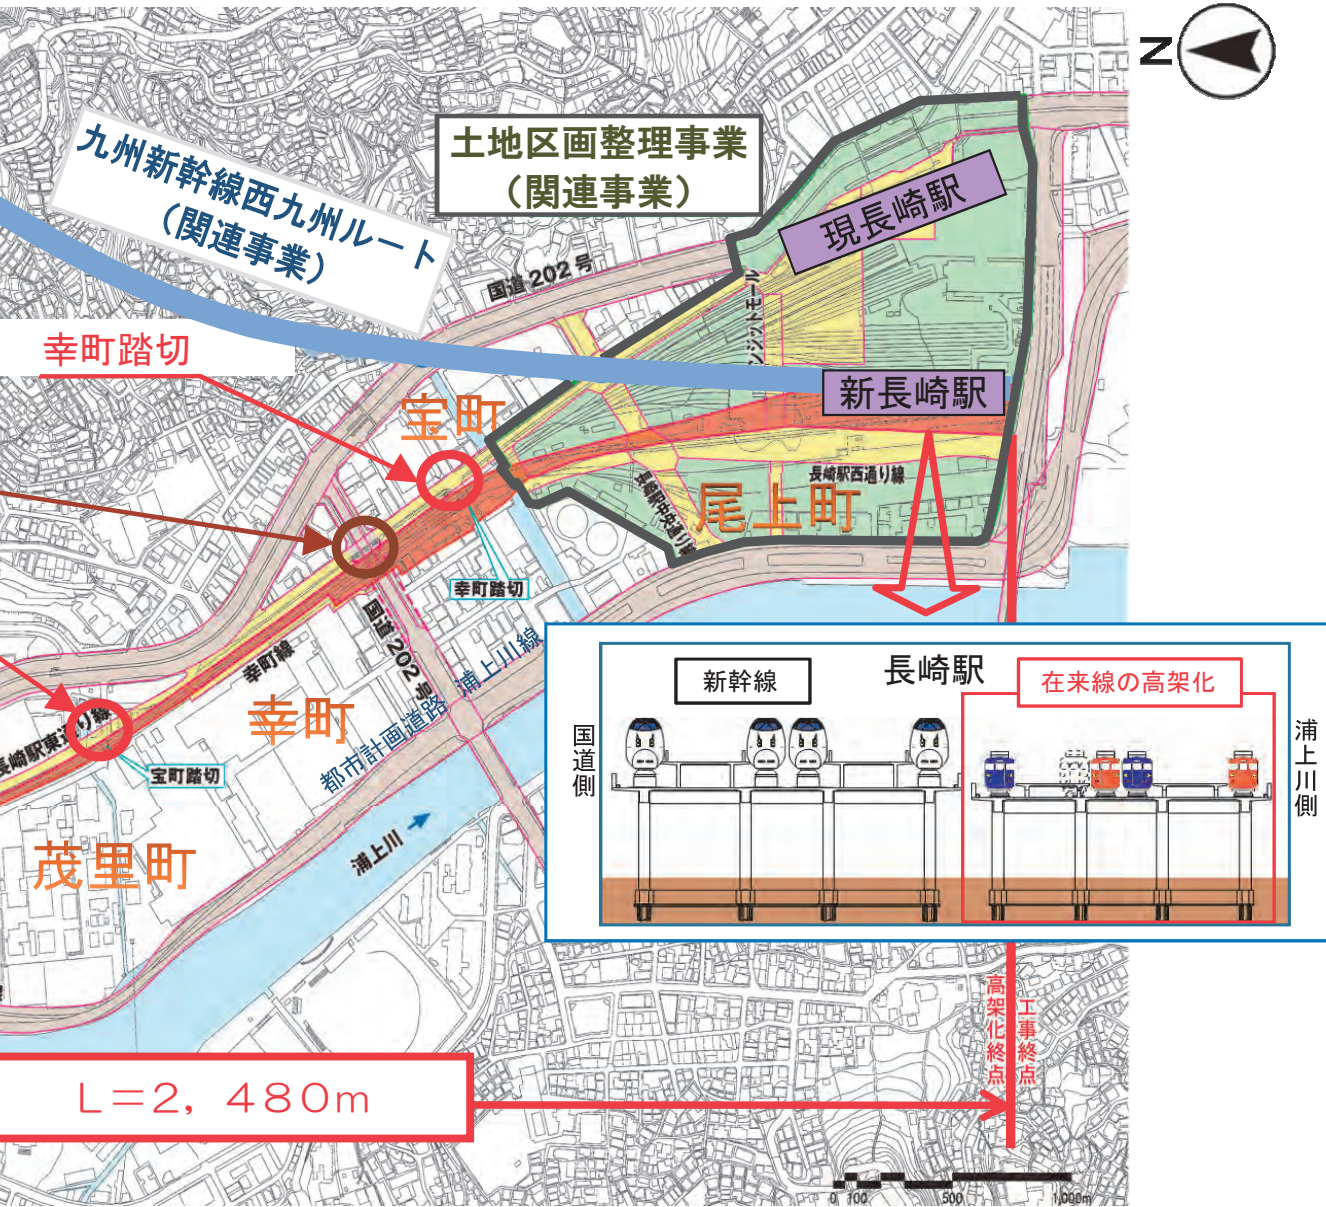 N
九州新幹線西九州ルート
(関連事業)
土地区画整理事業
(関連事業)
現長崎駅
国道202号
ンジットモール
幸町踏切
新長崎駅
宝町
長崎駅西通り線
尾上町
幸町踏切
国道202号
浦上川線
都市計画道路
幸町線
幸町
長崎駅東通り線
宝町踏切
茂里町
浦上川
新幹線
長崎駅
在来線の高架化
国道側
浦上川側
高架化終点
工事終点
L=2,480m
0 100 500 1,000m